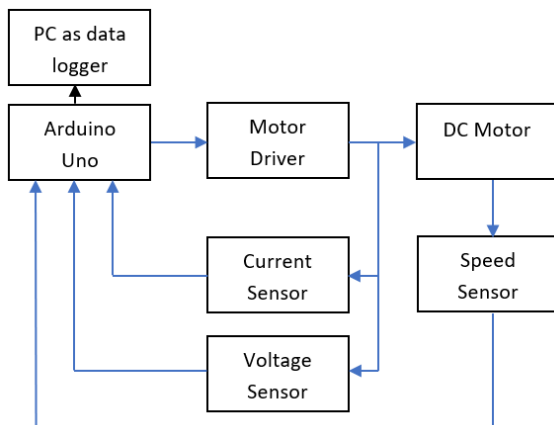 PC as data
logger
Arduino
Uno
Motor
Driver
DC Motor
Current
Sensor
Speed
Sensor
Voltage
Sensor